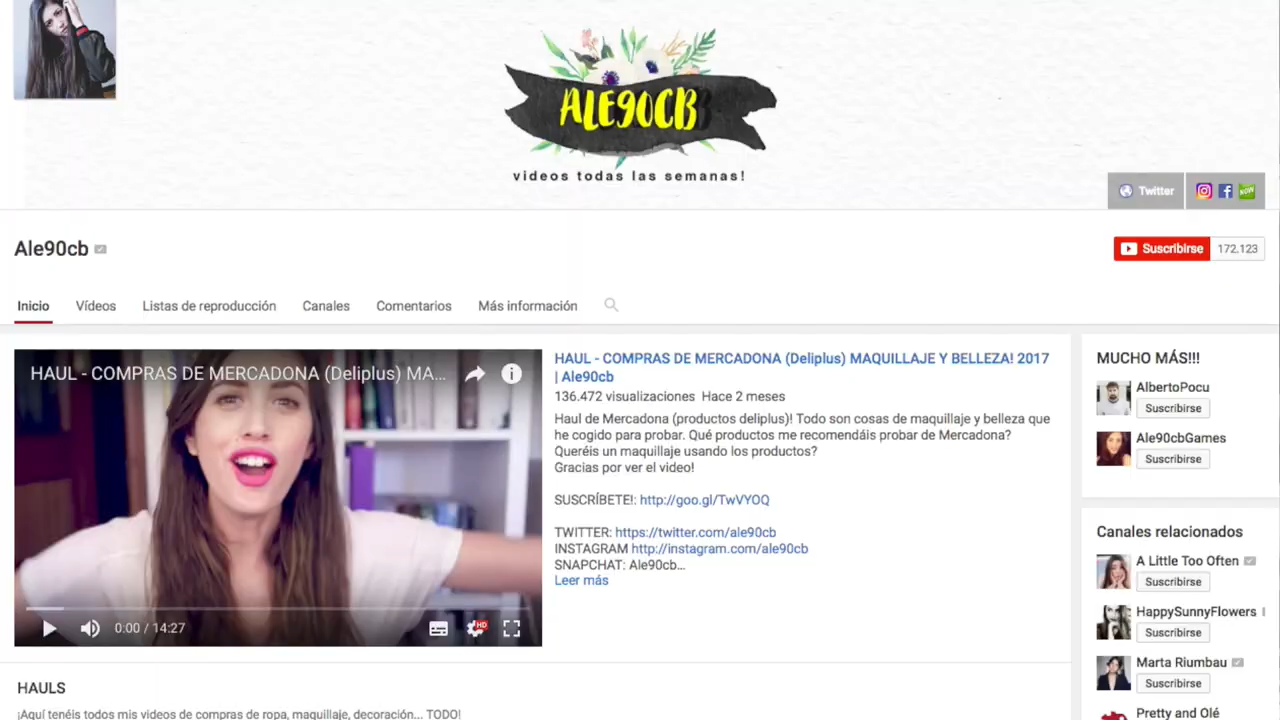 ALE90CB
videos todas las semanas!
Twitter
NOW
Ale90cb
Suscribirse 172.123
Inicio Vídeos Listas de reproducción Canales Comentarios Más información
HAUL - COMPRAS DE MERCADONA (Deliplus) MA...
0:00 / 14:27
HD
HAUL - COMPRAS DE MERCADONA (Deliplus) MAQUILLAJE Y BELLEZA! 2017
| Ale90cb
136.472 visualizaciones Hace 2 meses
Haul de Mercadona (productos deliplus)! Todo son cosas de maquillaje y belleza que
he cogido para probar. Qué productos me recomendáis probar de Mercadona?
Queréis un maquillaje usando los productos?
Gracias por ver el video!
SUSCRÍBETE!: http://goo.gl/TwVYOQ
TWITTER: https://twitter.com/ale90cb
INSTAGRAM http://instagram.com/ale90cb
SNAPCHAT: Ale90cb...
Leer más
MUCHO MÁS!!!
AlbertoPocu
Suscribirse
Ale90cbGames
Suscribirse
Canales relacionados
A Little Too Often
Suscribirse
HappySunnyFlowers
Suscribirse
Marta Riumbau
Suscribirse
Pretty and Olé
HAULS
¡Aquí tenéis todos mis videos de compras de ropa, maquillaje, decoración... TODO!